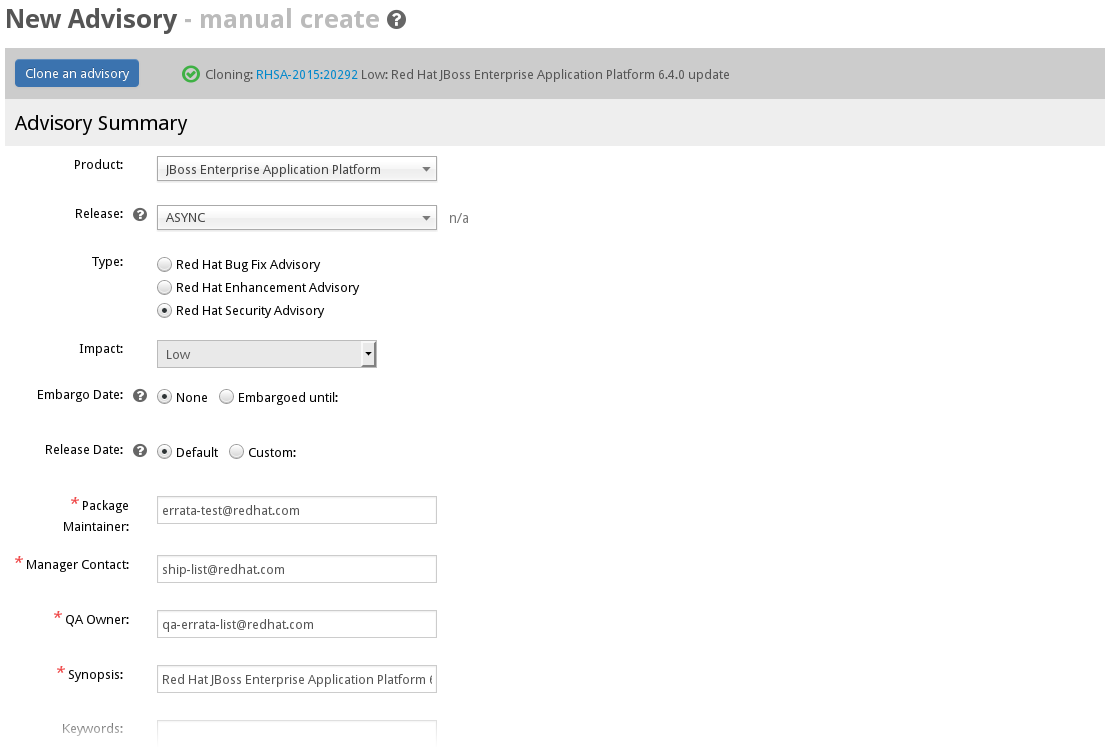 New Advisory - manual create ?
Clone an advisory Cloning: RHSA-2015:20292 Low: Red Hat JBoss Enterprise Application Platform 6.4.0 update
Advisory Summary
Product: JBoss Enterprise Application Platform
Release: ? ASYNC n/a
Type: Red Hat Bug Fix Advisory
Red Hat Enhancement Advisory
Red Hat Security Advisory
Impact: Low
Embargo Date: ? None Embargoed until:
Release Date: ? Default Custom:
* Package
Maintainer: errata-test@redhat.com
* Manager Contact: ship-list@redhat.com
* QA Owner: qa-errata-list@redhat.com
* Synopsis: Red Hat JBoss Enterprise Application Platform
Keywords: